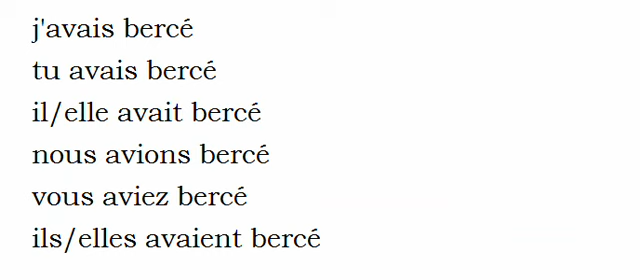 j'avais bercé
tu avais bercé
il/elle avait bercé
nous avions bercé
vous aviez bercé
ils/elles avaient bercé